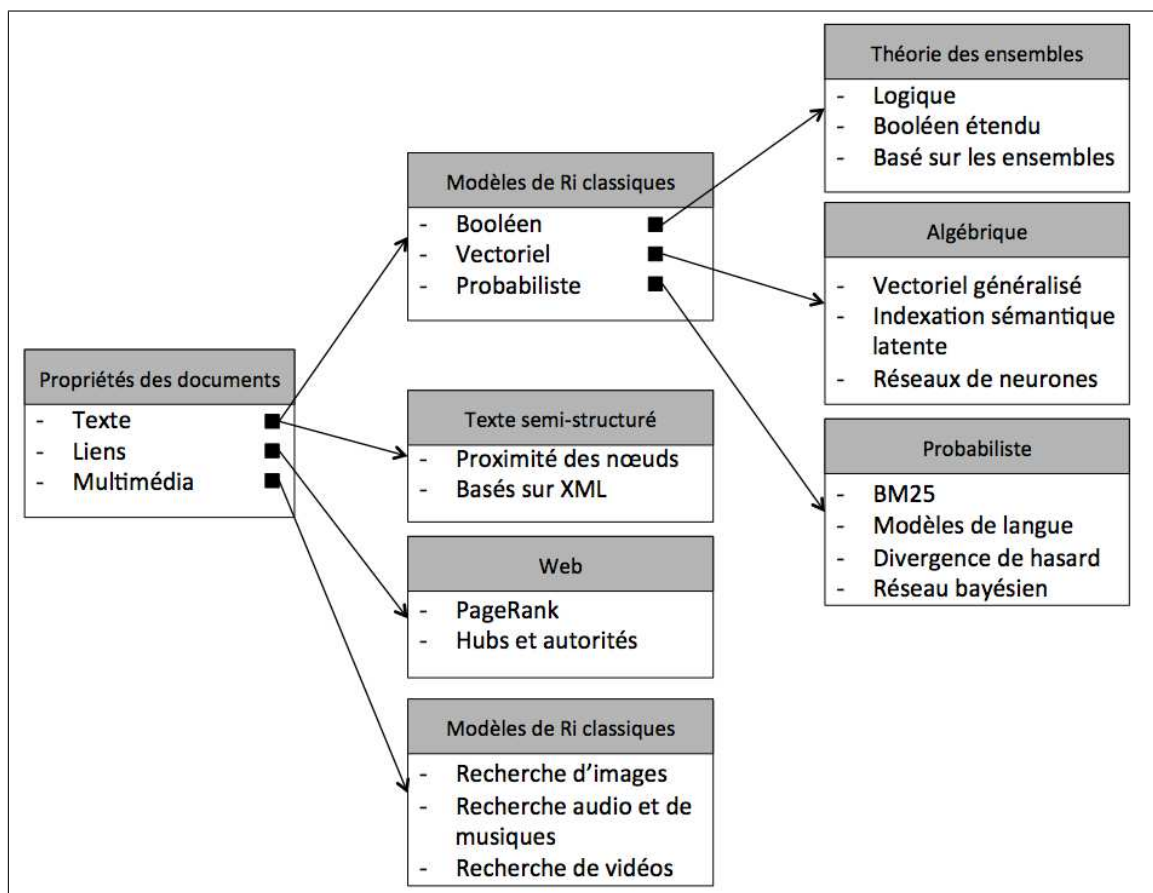 Propriétés des documents
- Texte
- Liens
- Multimédia
Modèles de Ri classiques
- Booléen
- Vectoriel
- Probabiliste
Texte semi-structuré
- Proximité des nœuds
- Basés sur XML
Web
- PageRank
- Hubs et autorités
Modèles de Ri classiques
- Recherche d'images
- Recherche audio et de
musiques
- Recherche de vidéos
Théorie des ensembles
- Logique
- Booléen étendu
- Basé sur les ensembles
Algébrique
- Vectoriel généralisé
- Indexation sémantique
latente
- Réseaux de neurones
Probabiliste
- BM25
- Modèles de langue
- Divergence de hasard
- Réseau bayésien